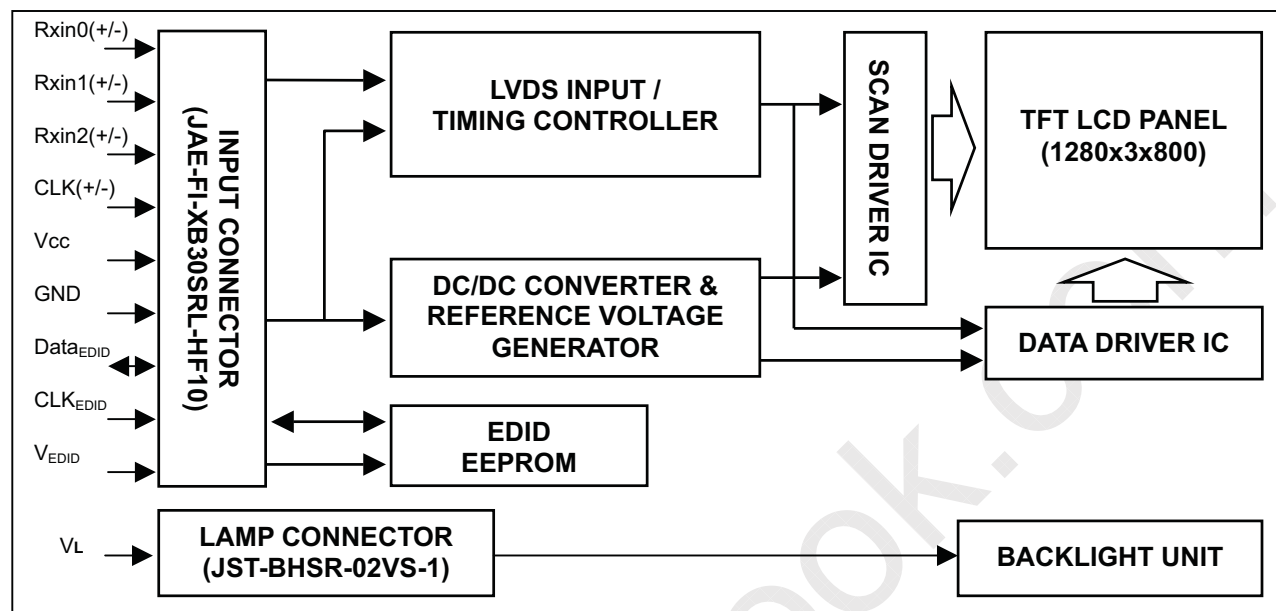 Rxin0(+/-)
Rxin1(+/-)
Rxin2(+/-)
CLK(+/-)
Vcc
GND
DataEDID
CLKEDID
VEDID
VL
INPUT CONNECTOR
(JAE-FI-XB30SRL-HF10)
LVDS INPUT /
TIMING CONTROLLER
DC/DC CONVERTER &
REFERENCE VOLTAGE
GENERATOR
EDID
EEPROM
LAMP CONNECTOR
(JST-BHSR-02VS-1)
SCAN DRIVER IC
TFT LCD PANEL
(1280x3x800)
DATA DRIVER IC
BACKLIGHT UNIT